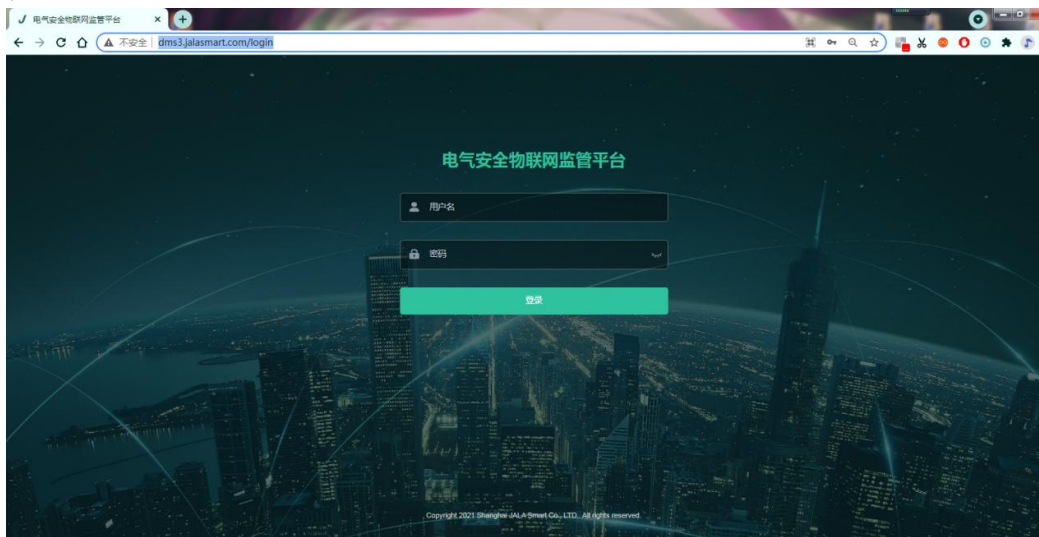 电气安全物联网监管平台
不安全 | dms3.jalasmart.com/login
电气安全物联网监管平台
用户名
密码
登录
Copyright 2021 Shanghai JALA Smart Co., LTD. All rights reserved.